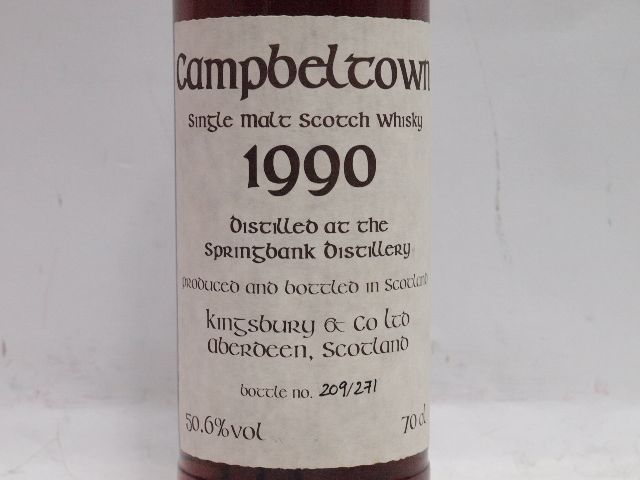 Campbeltown
Single Malt Scotch Whisky
1990
Distilled at the
Springbank Distillery
produced and bottled in Scotland
Kingsbury & Co Ltd
Aberdeen, Scotland
bottle no. 209/271
50.6%vol 70cl